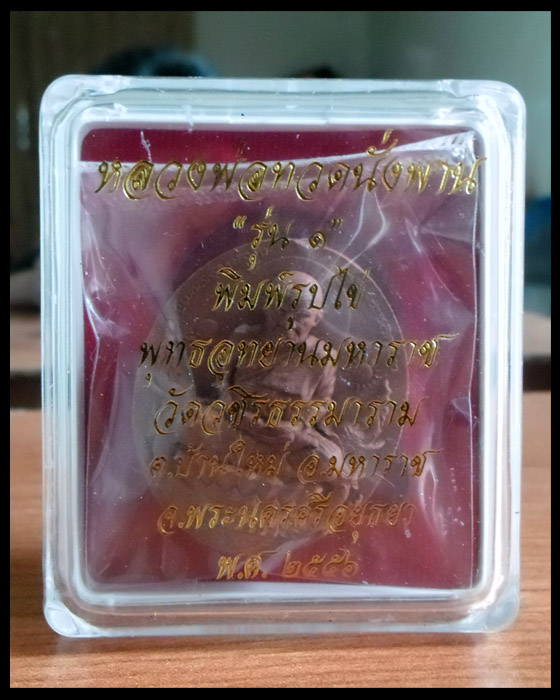 หลวงพ่อทวดนั่งพาน
"รุ่น ๑"
พิมพ์รูปไข่
พุทธอุทยานมหาราช
วัดวชิรธรรมาราม
ต.บ้านใหม่ อ.มหาราช
จ.พระนครศรีอยุธยา
พ.ศ. ๒๕๕๖